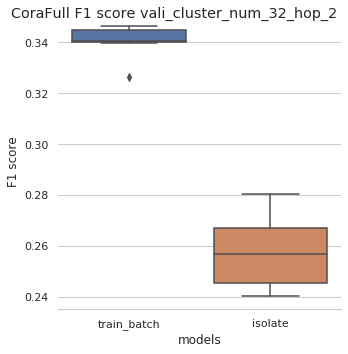 CoraFull F1 score vali_cluster_num_32_hop_2
0.34
0.32
0.30
0.28
0.26
0.24
F1 score
train_batch
isolate
models